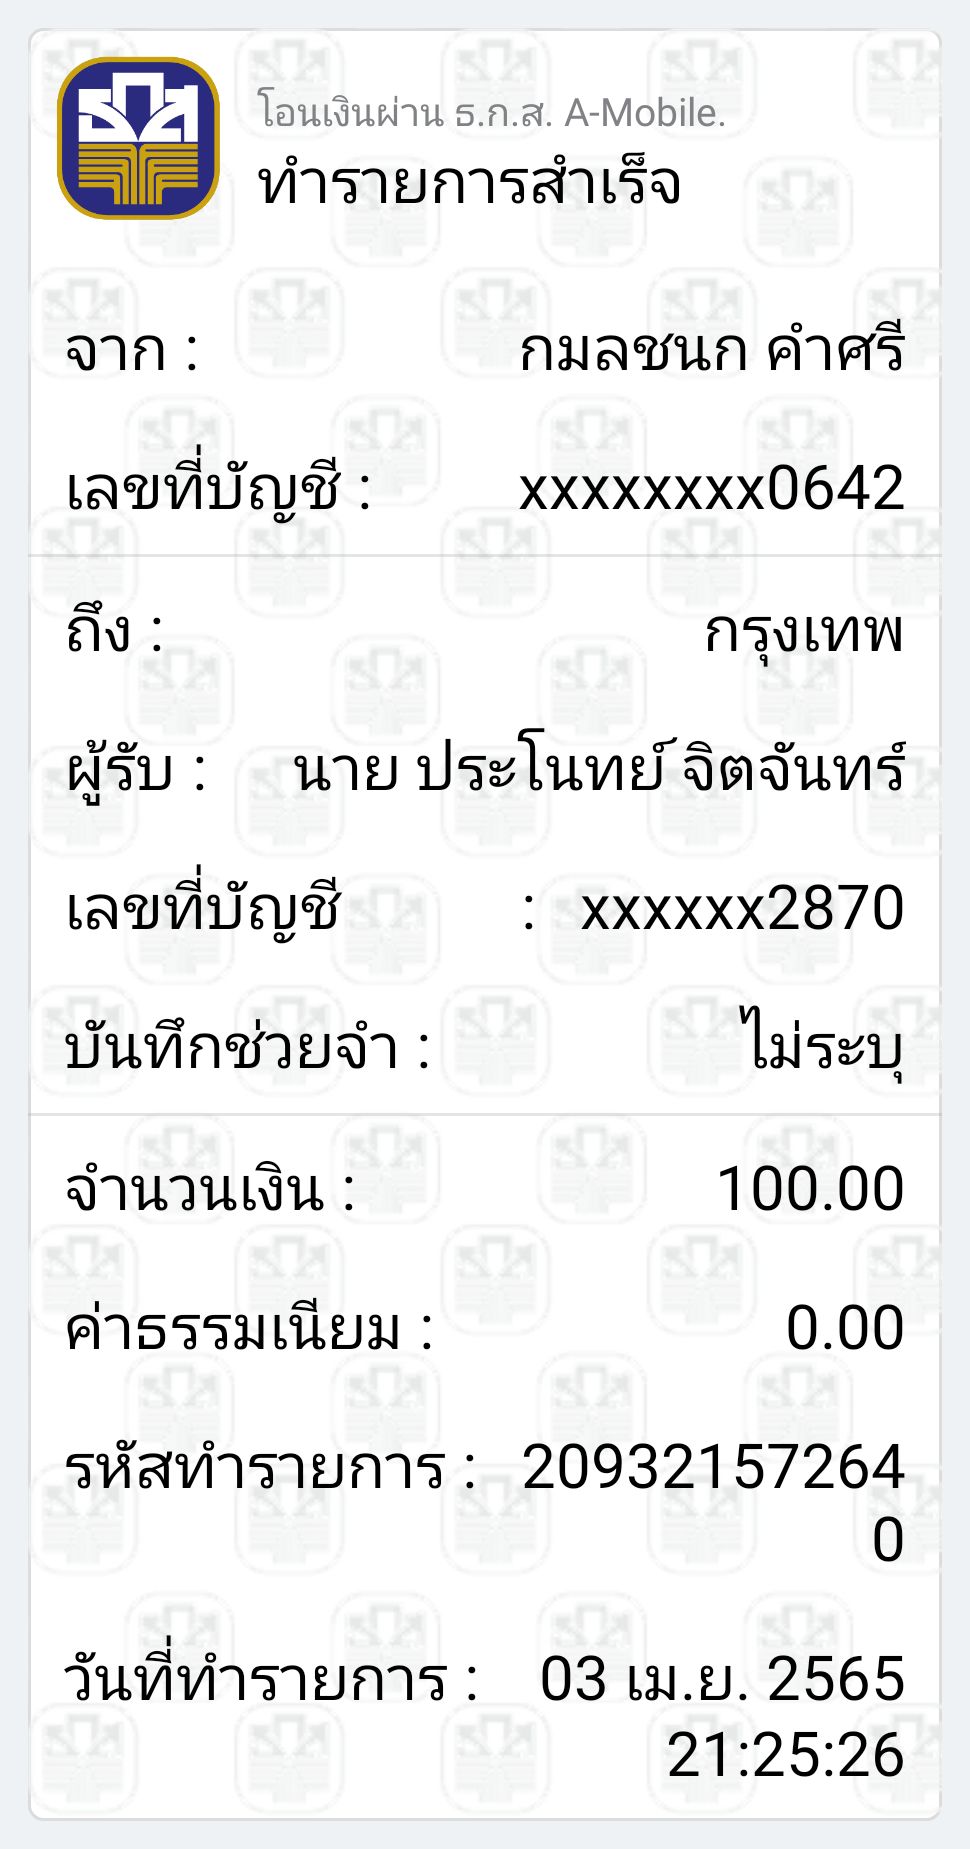 โอนเงินผ่าน ธ.ก.ส. A-Mobile.
ทำรายการสำเร็จ
จาก : กมลชนก คำศรี
เลขที่บัญชี : xxxxxxxx0642
ถึง : กรุงเทพ
ผู้รับ : นาย ประโนทย์ จิตจันทร์
เลขที่บัญชี : xxxxxx2870
บันทึกช่วยจำ : ไม่ระบุ
จำนวนเงิน : 100.00
ค่าธรรมเนียม : 0.00
รหัสทำรายการ : 20932157264
0
วันที่ทำรายการ : 03 เม.ย. 2565
21:25:26